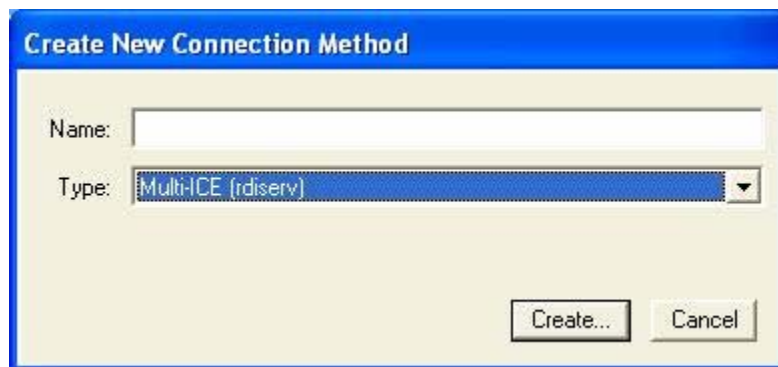 Create New Connection Method
Name:
Type: Multi-ICE (rdiserv)
Create... Cancel